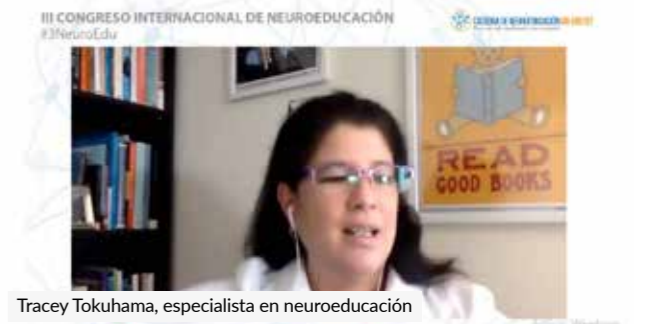 III CONGRESO INTERNACIONAL DE NEUROEDUCACIÓN
#3NeuroEdu
READ
GOOD BOOKS
Tracey Tokuhama, especialista en neuroeducación